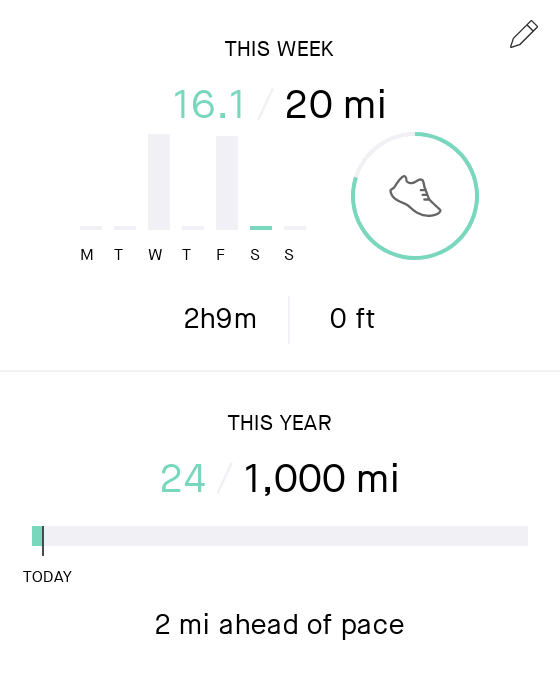 THIS WEEK
16.1 / 20 mi
M T W T F S S
2h9m 0 ft
THIS YEAR
24 / 1,000 mi
TODAY
2 mi ahead of pace